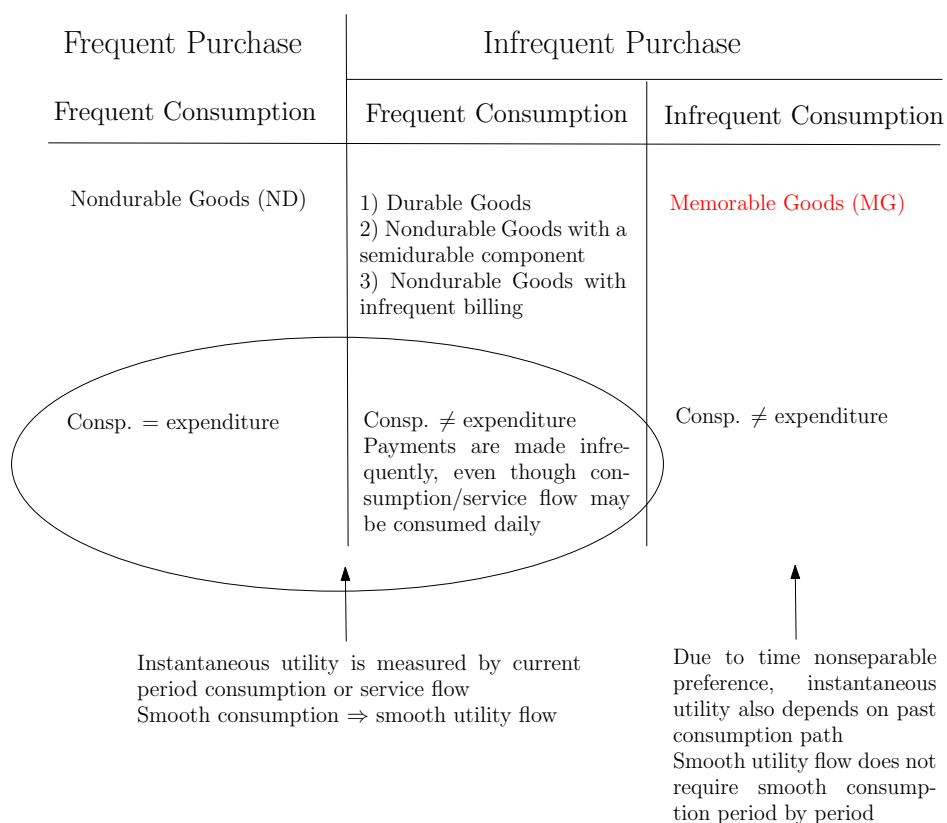 Frequent Purchase
Infrequent Purchase
Frequent Consumption
Frequent Consumption
Infrequent Consumption
Nondurable Goods (ND)
1) Durable Goods
2) Nondurable Goods with a
semidurable component
3) Nondurable Goods with
infrequent billing
Memorable Goods (MG)
Consp. = expenditure
Consp. ≠ expenditure
Payments are made infre-
quently, even though con-
sumption/service flow may
be consumed daily
Consp. ≠ expenditure
Instantaneous utility is measured by current
period consumption or service flow
Smooth consumption ⇒ smooth utility flow
Due to time nonseparable
preference, instantaneous
utility also depends on past
consumption path
Smooth utility flow does not
require smooth consump-
tion period by period